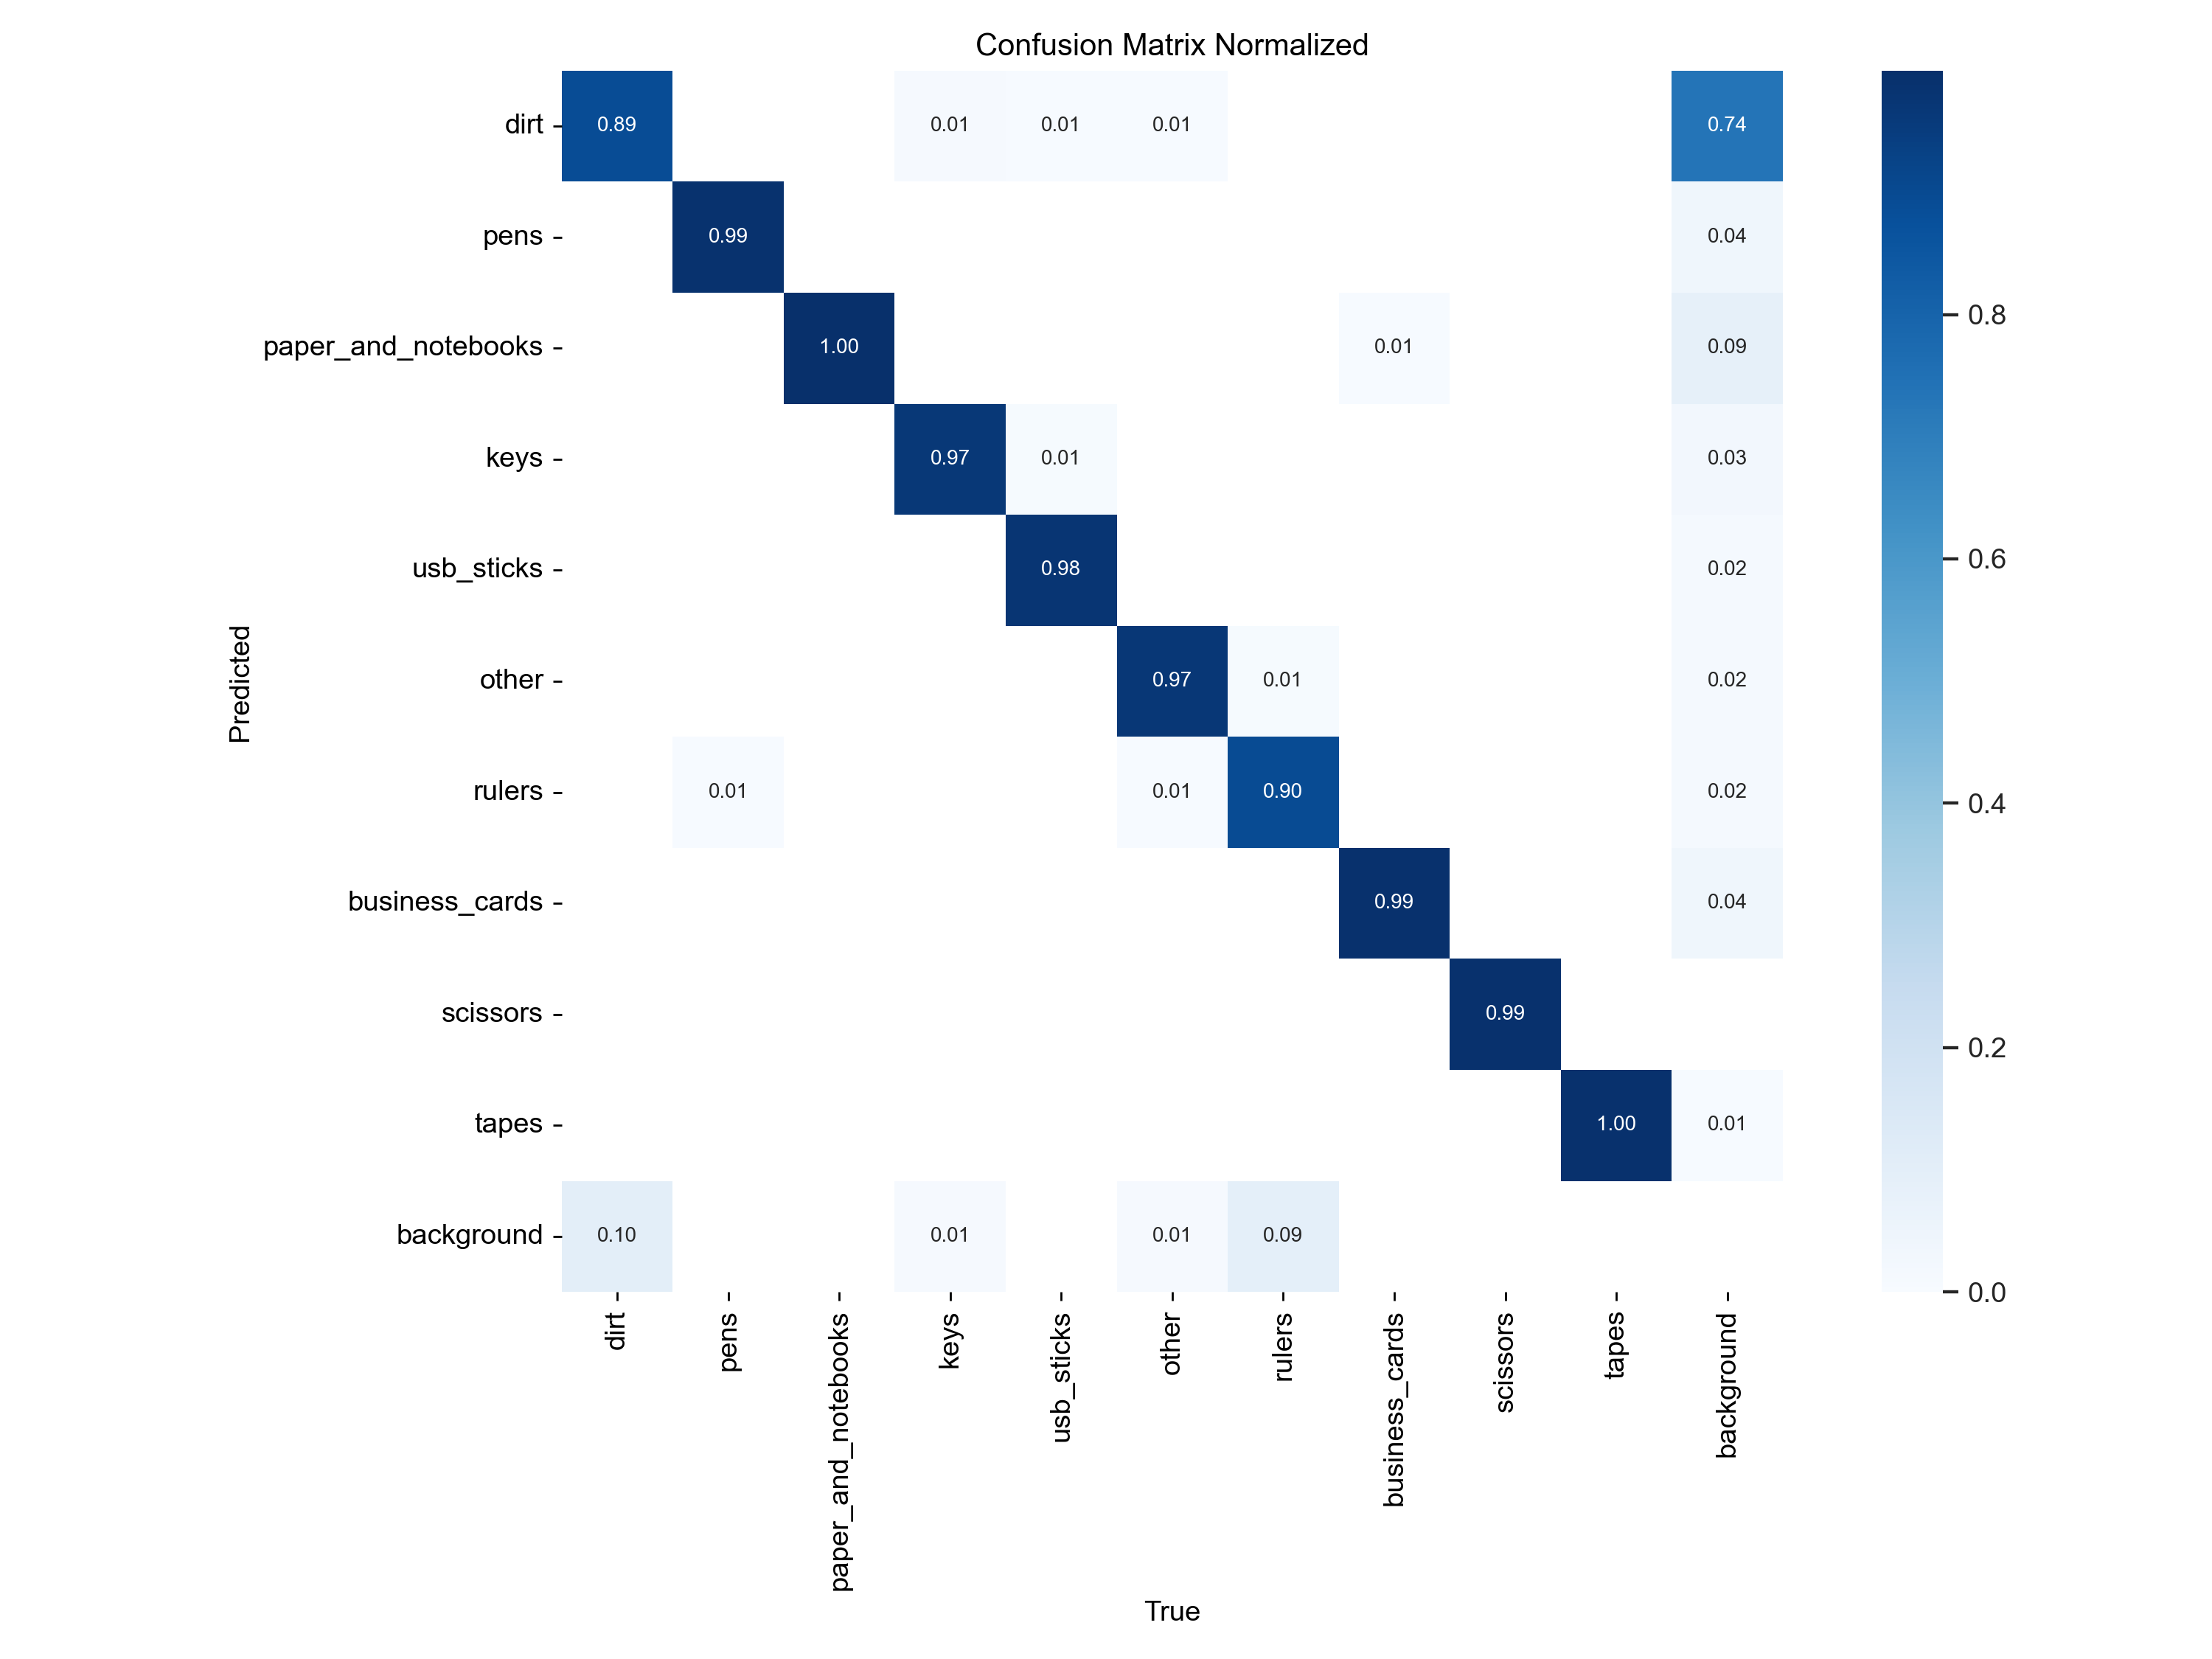 Confusion Matrix Normalized
dirt 0.89 0.01 0.01 0.01 0.74
pens 0.99 0.04
paper_and_notebooks 1.00 0.01 0.09
keys 0.97 0.01 0.03
usb_sticks 0.98 0.02
other 0.97 0.01 0.02
rulers 0.01 0.01 0.90 0.02
business_cards 0.99 0.04
scissors 0.99
tapes 1.00 0.01
background 0.10 0.01 0.01 0.09
Predicted
dirt
pens
paper_and_notebooks
keys
usb_sticks
other
rulers
business_cards
scissors
tapes
background
True
0.8
0.6
0.4
0.2
0.0